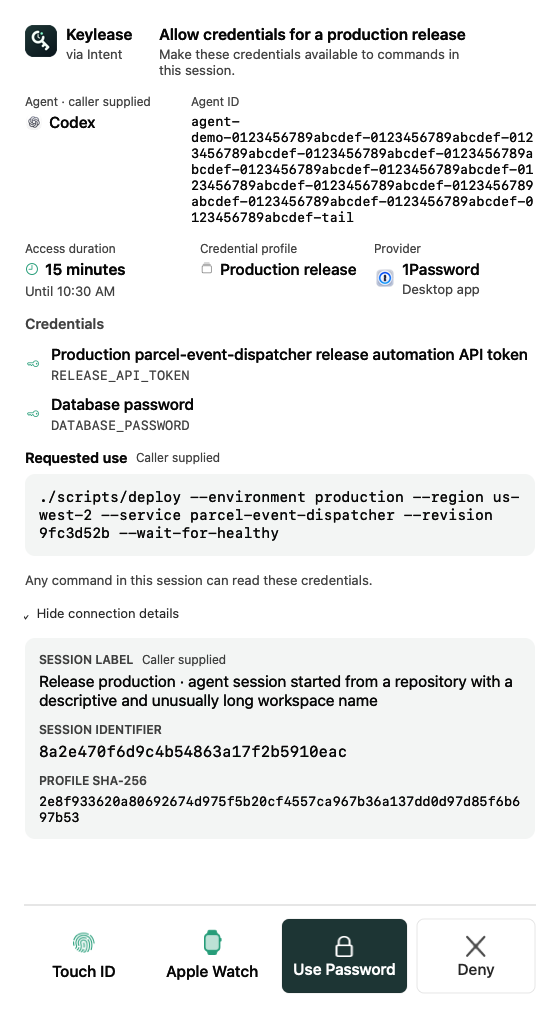 Keylease
via Intent
Allow credentials for a production release
Make these credentials available to commands in
this session.
Agent · caller supplied
Codex
Agent ID
agent-
demo-0123456789abcdef-0123456789abcdef-012
3456789abcdef-0123456789abcdef-0123456789a
bcdef-0123456789abcdef-0123456789abcdef-01
23456789abcdef-0123456789abcdef-0123456789
abcdef-0123456789abcdef-0123456789abcdef-0
123456789abcdef-tail
Access duration
15 minutes
Until 10:30 AM
Credential profile
Production release
Provider
1Password
Desktop app
Credentials
Production parcel-event-dispatcher release automation API token
RELEASE_API_TOKEN
Database password
DATABASE_PASSWORD
Requested use Caller supplied
./scripts/deploy --environment production --region us-
west-2 --service parcel-event-dispatcher --revision
9fc3d52b --wait-for-healthy
Any command in this session can read these credentials.
Hide connection details
SESSION LABEL Caller supplied
Release production · agent session started from a repository with a
descriptive and unusually long workspace name
SESSION IDENTIFIER
8a2e470f6d9c4b54863a17f2b5910eac
PROFILE SHA-256
2e8f933620a80692674d975f5b20cf4557ca967b36a137dd0d97d85f6b6
97b53
Touch ID
Apple Watch
Use Password
Deny